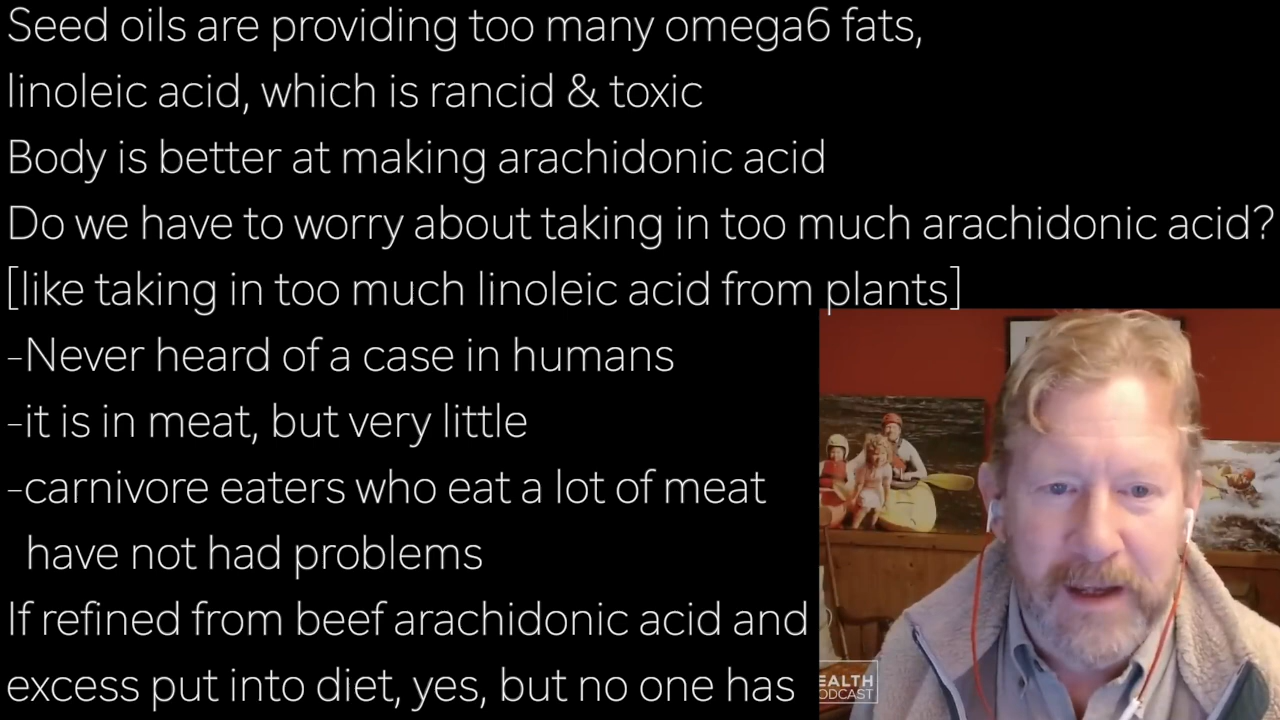 Seed oils are providing too many omega6 fats,
linoleic acid, which is rancid & toxic
Body is better at making arachidonic acid
Do we have to worry about taking in too much arachidonic acid?
[like taking in too much linoleic acid from plants]
-Never heard of a case in humans
-it is in meat, but very little
-carnivore eaters who eat a lot of meat
have not had problems
If refined from beef arachidonic acid and
excess put into diet, yes, but no one has
EALTH
ODCAST